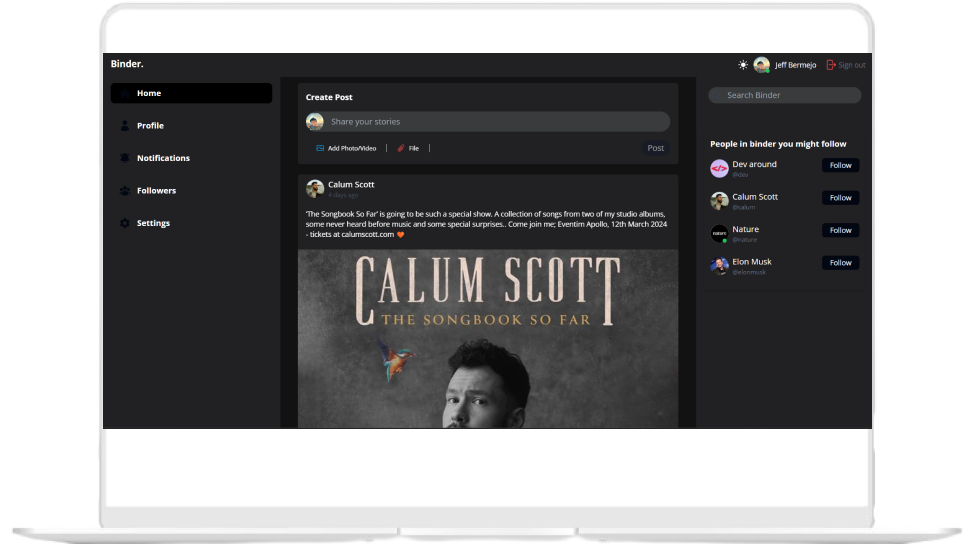 Binder.
Jeff Bermejo
Sign out
Home
Profile
Notifications
Followers
Settings
Create Post
Share your stories
Add Photo/Video | File |
Post
Calum Scott
4 days ago
'The Songbook So Far' is going to be such a special show. A collection of songs from two of my studio albums,
some never heard before music and some special surprises.. Come join me; Eventim Apollo, 12th March 2024
- tickets at calumscott.com 🧡
CALUM SCOTT
THE SONGBOOK SO FAR
Search Binder
People in binder you might follow
Dev around
@dev
Follow
Calum Scott
@calum
Follow
nature
Nature
@nature
Follow
Elon Musk
@elonmusk
Follow